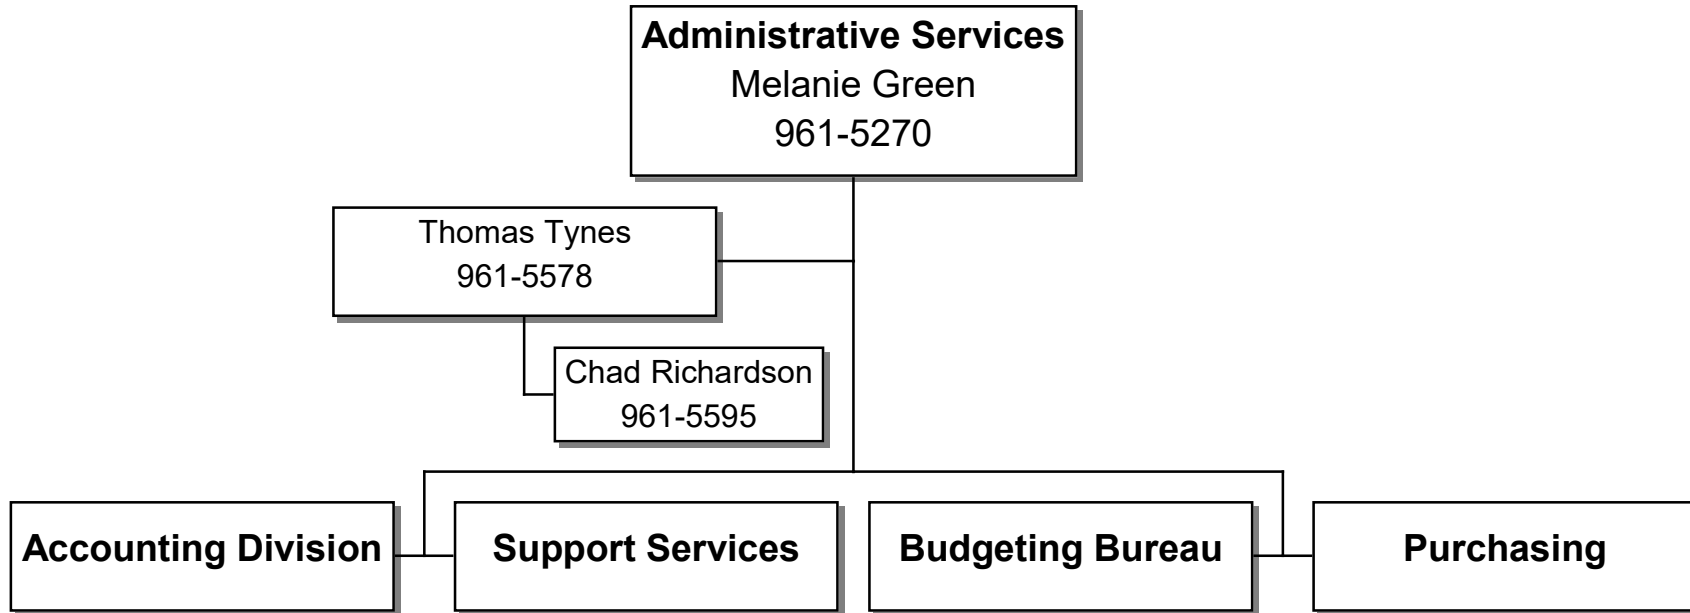 Administrative Services
Melanie Green
961-5270
Thomas Tynes
961-5578
Chad Richardson
961-5595
Accounting Division
Support Services
Budgeting Bureau
Purchasing